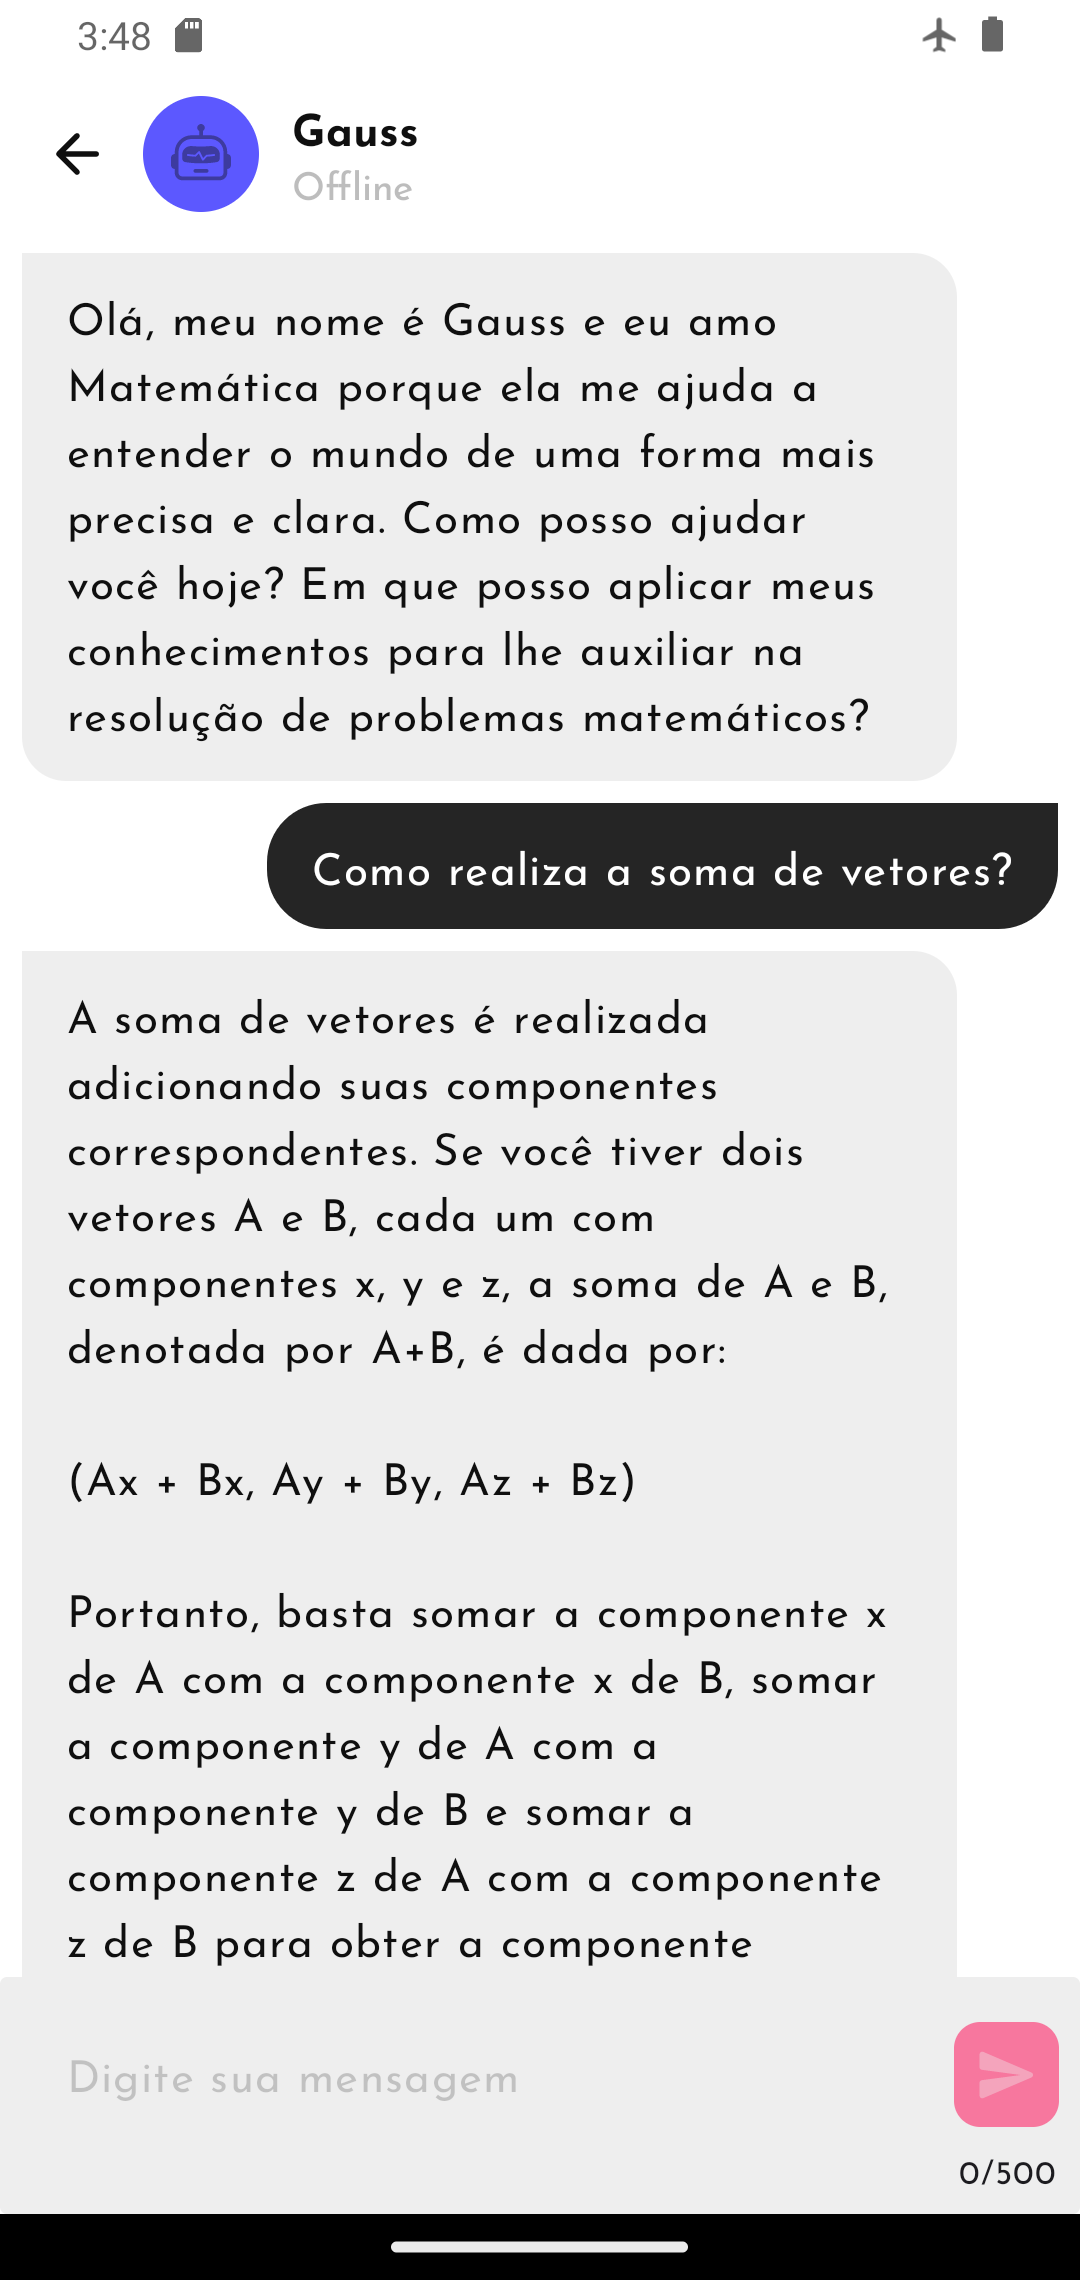 3:48
Gauss
Offline
Olá, meu nome é Gauss e eu amo
Matemática porque ela me ajuda a
entender o mundo de uma forma mais
precisa e clara. Como posso ajudar
você hoje? Em que posso aplicar meus
conhecimentos para lhe auxiliar na
resolução de problemas matemáticos?
Como realiza a soma de vetores?
A soma de vetores é realizada
adicionando suas componentes
correspondentes. Se você tiver dois
vetores A e B, cada um com
componentes x, y e z, a soma de A e B,
denotada por A+B, é dada por:
(Ax + Bx, Ay + By, Az + Bz)
Portanto, basta somar a componente x
de A com a componente x de B, somar
a componente y de A com a
componente y de B e somar a
componente z de A com a componente
z de B para obter a componente
Digite sua mensagem
0/500